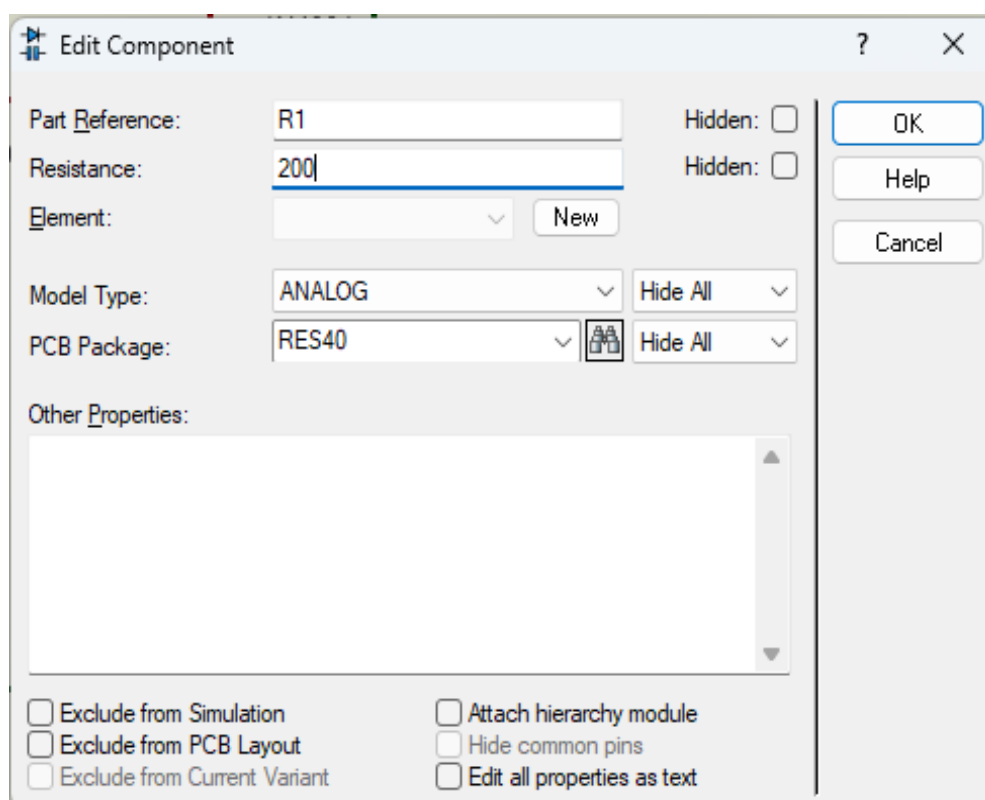 Edit Component ? X
Part Reference: R1 Hidden: OK
Resistance: 200 Hidden: Help
Element: New Cancel
Model Type: ANALOG Hide All
PCB Package: RES40 Hide All
Other Properties:
Exclude from Simulation Attach hierarchy module
Exclude from PCB Layout Hide common pins
Exclude from Current Variant Edit all properties as text